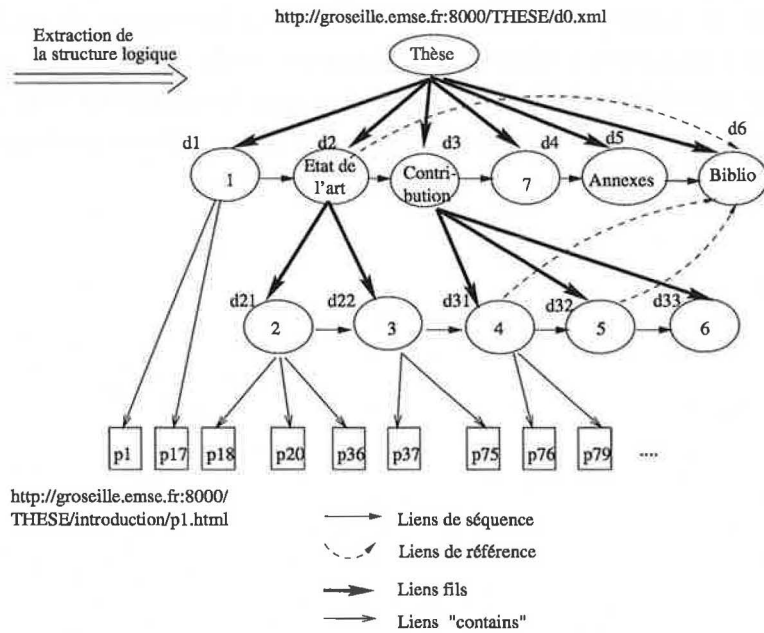 http://groseille.emse.fr:8000/THESE/d0.xml
Extraction de
la structure logique
Thèse
d1
d2
d3
d4
d5
d6
1
Etat de
l'art
Contri-
bution
7
Annexes
Biblio
d21
d22
d31
d32
d33
2
3
4
5
6
p1
p17
p18
p20
p36
p37
p75
p76
p79
....
http://groseille.emse.fr:8000/
THESE/introduction/p1.html
Liens de séquence
Liens de référence
Liens fils
Liens "contains"